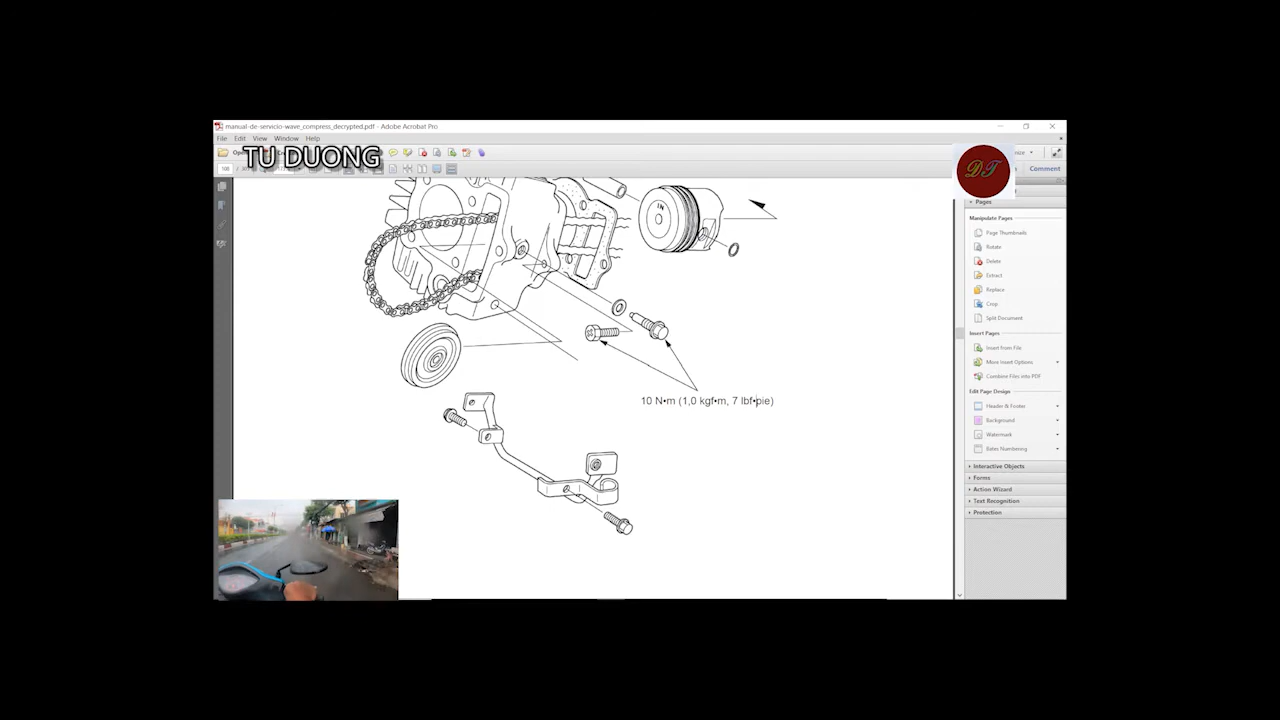 manual-de-servicio-wave_compress_decrypted.pdf - Adobe Acrobat Pro
File Edit View Window Help
TU DUONG
DT
Comment
Pages
Manipulate Pages
Page Thumbnails
Rotate
Delete
Extract
Replace
Crop
Split Document
Insert Pages
Insert from File
More Insert Options
Combine Files into PDF
Edit Page Design
Header & Footer
Background
Watermark
Bates Numbering
Interactive Objects
Forms
Action Wizard
Text Recognition
Protection
IN
10 N•m (1,0 kgf•m, 7 lbf•pie)